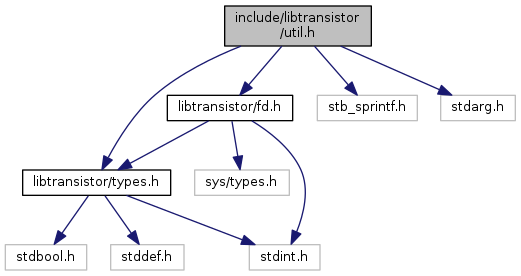 include/libtransistor
/util.h
libtransistor/fd.h
stb_sprintf.h
stdarg.h
libtransistor/types.h
sys/types.h
stdbool.h
stddef.h
stdint.h